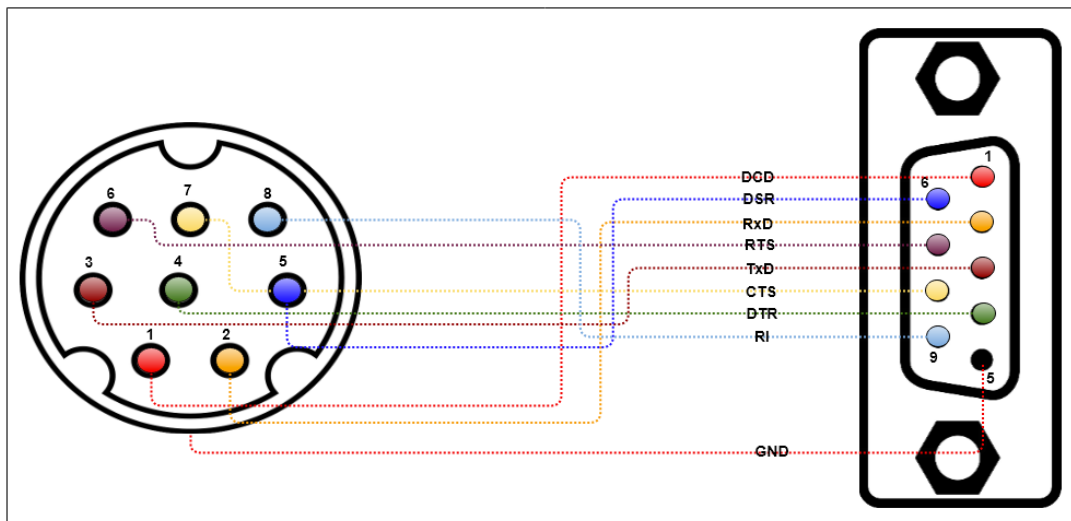 6 7 8
3 4 5
1 2
DCD
DSR
RxD
RTS
TxD
CTS
DTR
RI
GND
1
6
9
5